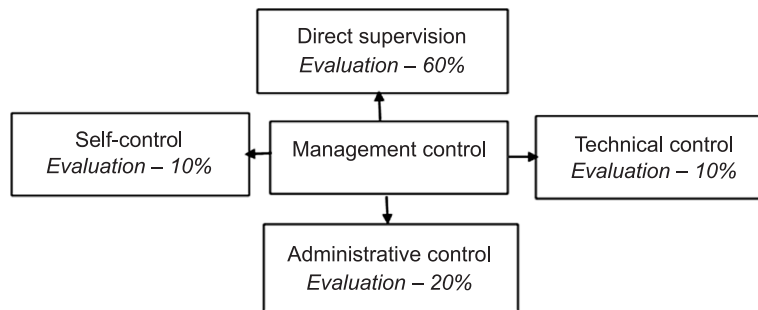 Direct supervision
Evaluation – 60%
Self-control
Evaluation – 10%
Management control
Technical control
Evaluation – 10%
Administrative control
Evaluation – 20%